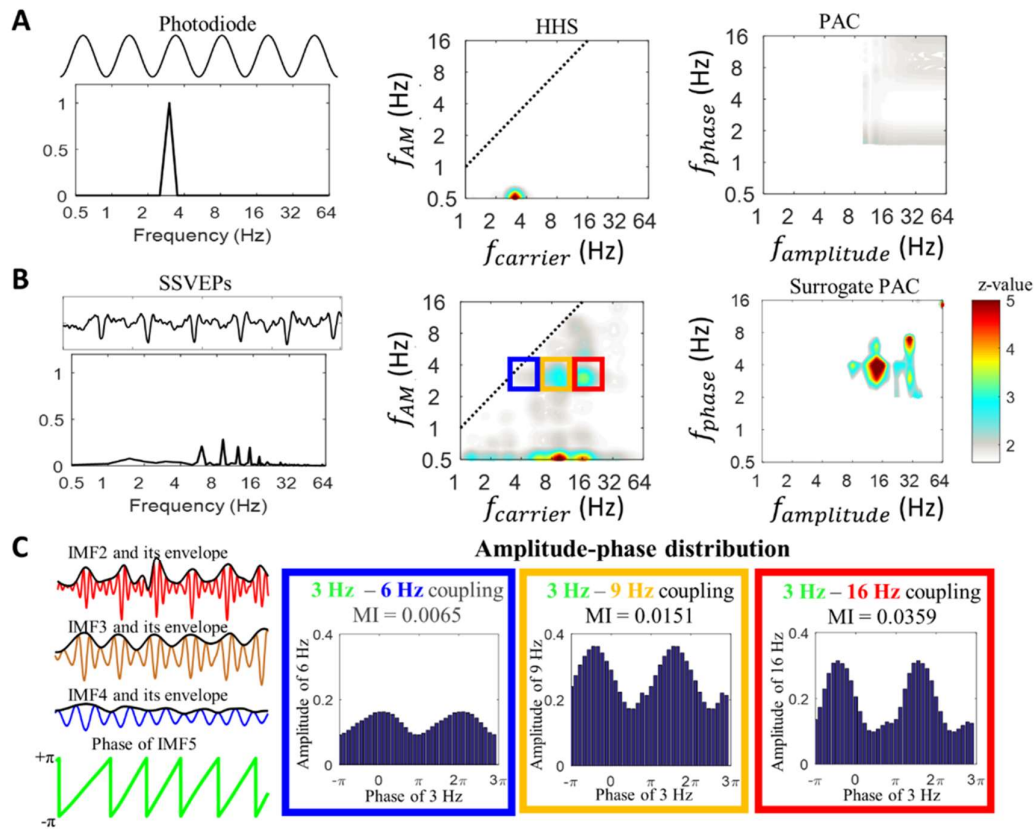 A
Photodiode
1
0.5
0
0.5 1 2 4 8 16 32 64
Frequency (Hz)
HHS
f_AM (Hz)
16
8
4
2
1
0.5
1 2 4 8 16 32 64
f_carrier (Hz)
PAC
f_phase (Hz)
16
8
4
2
1
0.5
1 2 4 8 16 32 64
f_amplitude (Hz)
B
SSVEPs
1
0.5
0
0.5 1 2 4 8 16 32 64
Frequency (Hz)
f_AM (Hz)
16
8
4
2
1
0.5
1 2 4 8 16 32 64
f_carrier (Hz)
Surrogate PAC
f_phase (Hz)
16
8
4
2
1
0.5
1 2 4 8 16 32 64
f_amplitude (Hz)
z-value
5
4
3
2
C
IMF2 and its envelope
IMF3 and its envelope
IMF4 and its envelope
Phase of IMF5
+π
-π
Amplitude-phase distribution
3 Hz – 6 Hz coupling
MI = 0.0065
Amplitude of 6 Hz
0.4
0.2
0
-π 0 π 2π 3π
Phase of 3 Hz
3 Hz – 9 Hz coupling
MI = 0.0151
Amplitude of 9 Hz
0.4
0.2
0
-π 0 π 2π 3π
Phase of 3 Hz
3 Hz – 16 Hz coupling
MI = 0.0359
Amplitude of 16 Hz
0.4
0.2
0
-π 0 π 2π 3π
Phase of 3 Hz